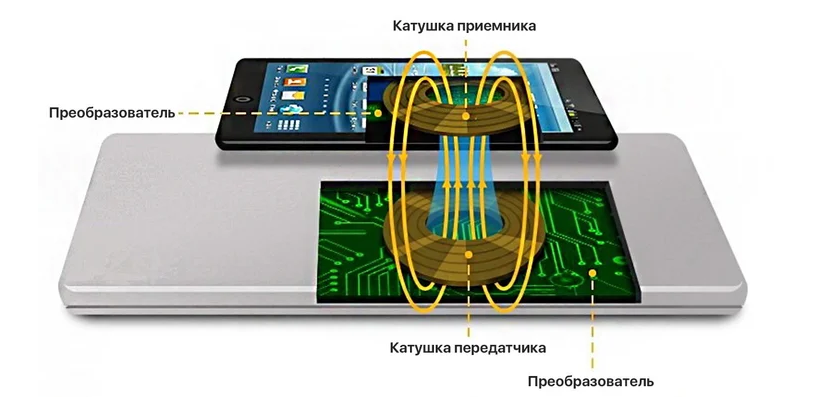 Катушка приемника
Преобразователь
Катушка передатчика
Преобразователь